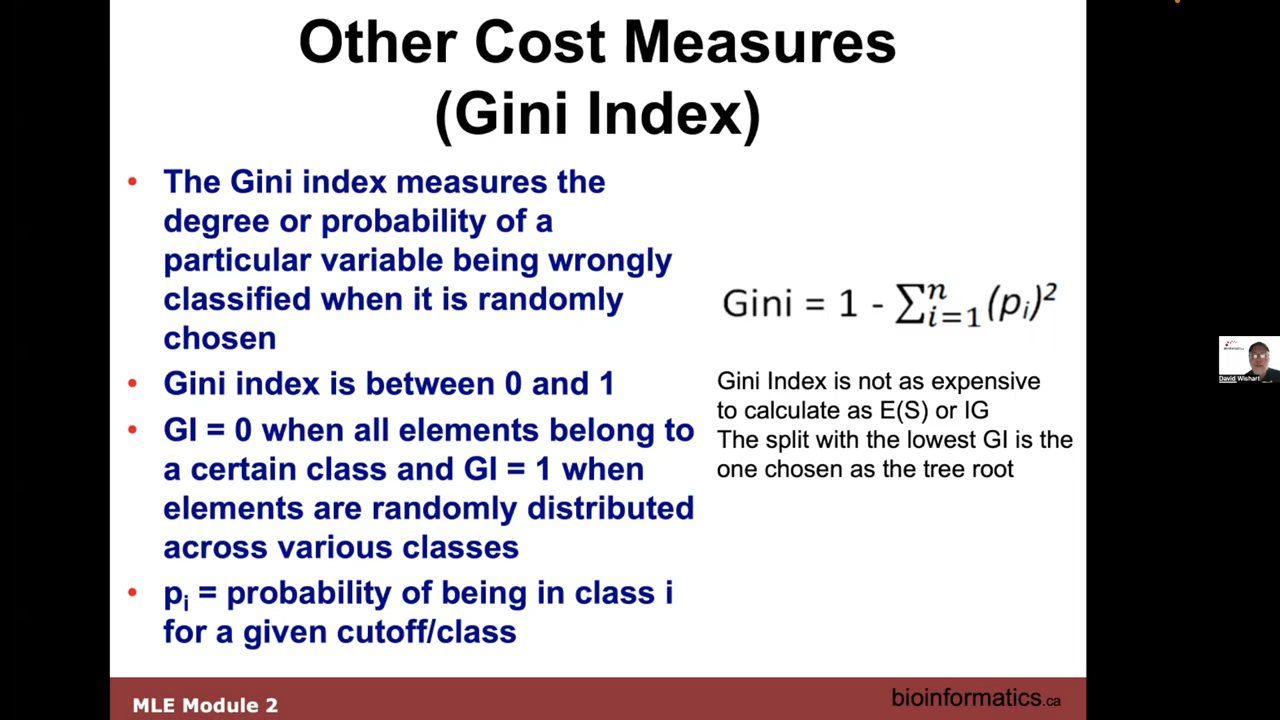 Other Cost Measures
(Gini Index)
• The Gini index measures the
degree or probability of a
particular variable being wrongly
classified when it is randomly
chosen
• Gini index is between 0 and 1
• GI = 0 when all elements belong to
a certain class and GI = 1 when
elements are randomly distributed
across various classes
• pᵢ = probability of being in class i
for a given cutoff/class
Gini = 1 - ∑ⁿᵢ₌₁(pᵢ)²
Gini Index is not as expensive
to calculate as E(S) or IG
The split with the lowest GI is the
one chosen as the tree root
David Wishart
MLE Module 2
bioinformatics.ca